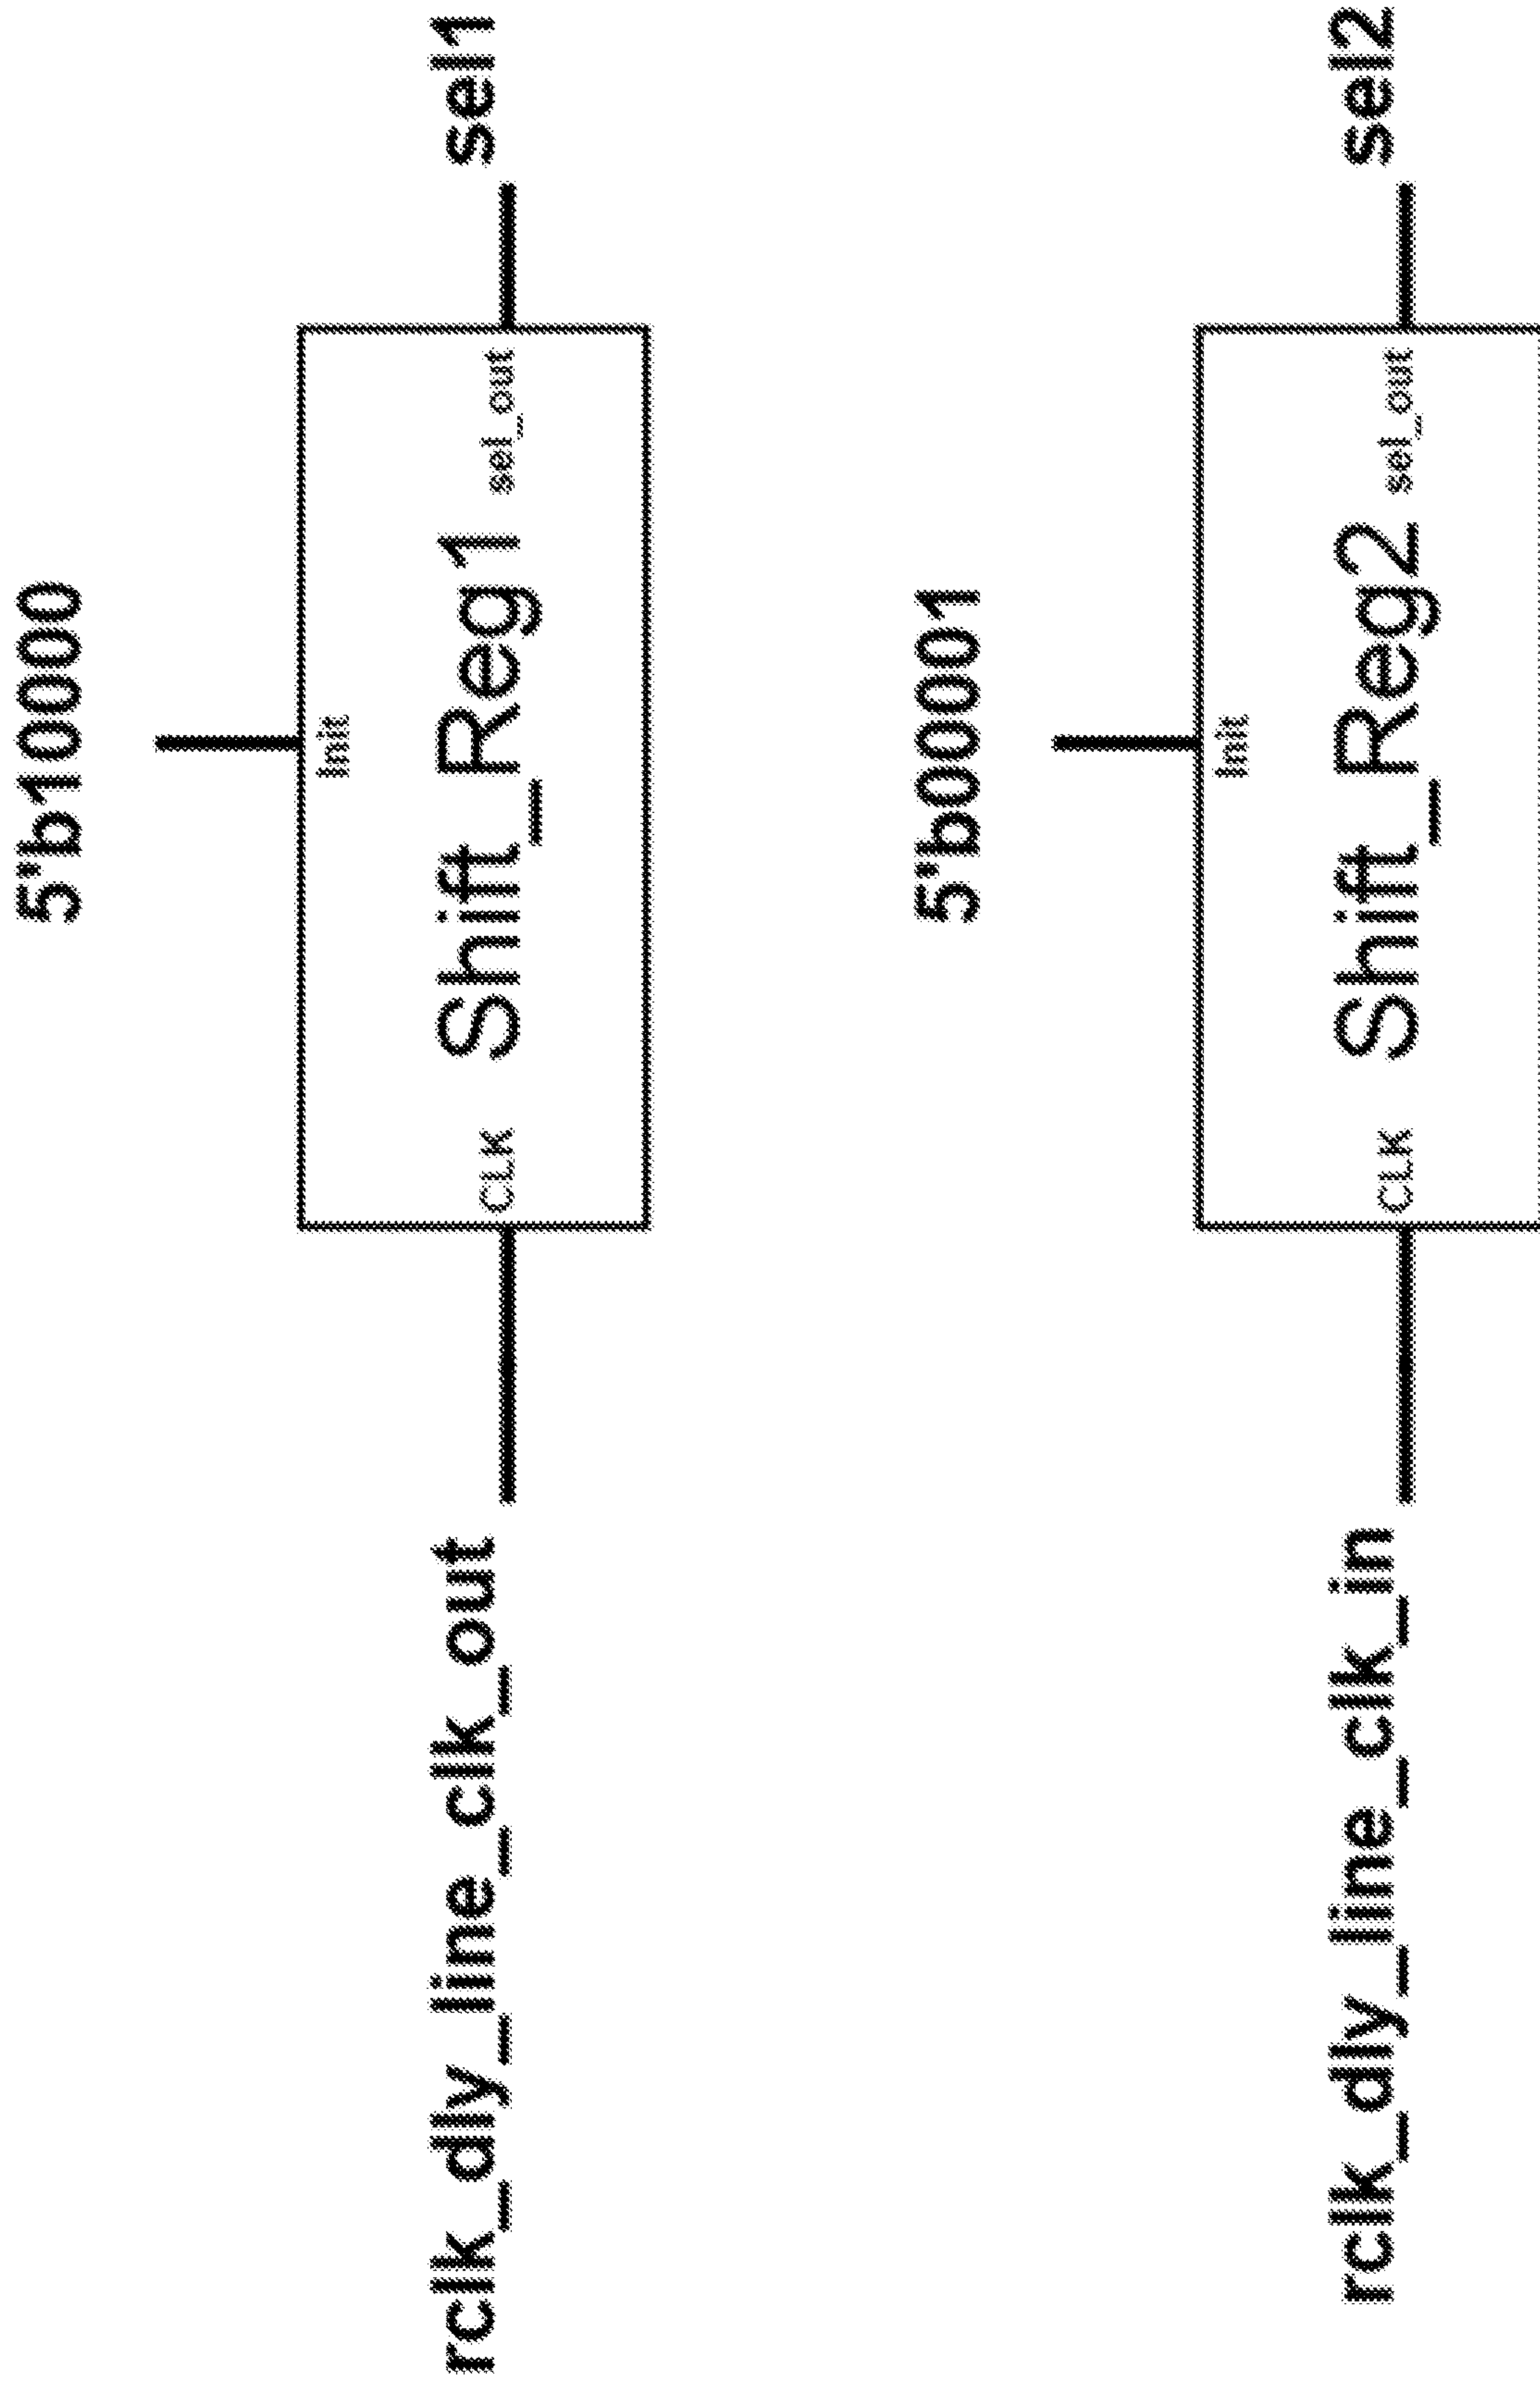 5'b10000
Init
rclk_dly_line_clk_out
CLK
Shift_Reg1
sel_out
sel1
5'b00001
Init
rclk_dly_line_clk_in
CLK
Shift_Reg2
sel_out
sel2